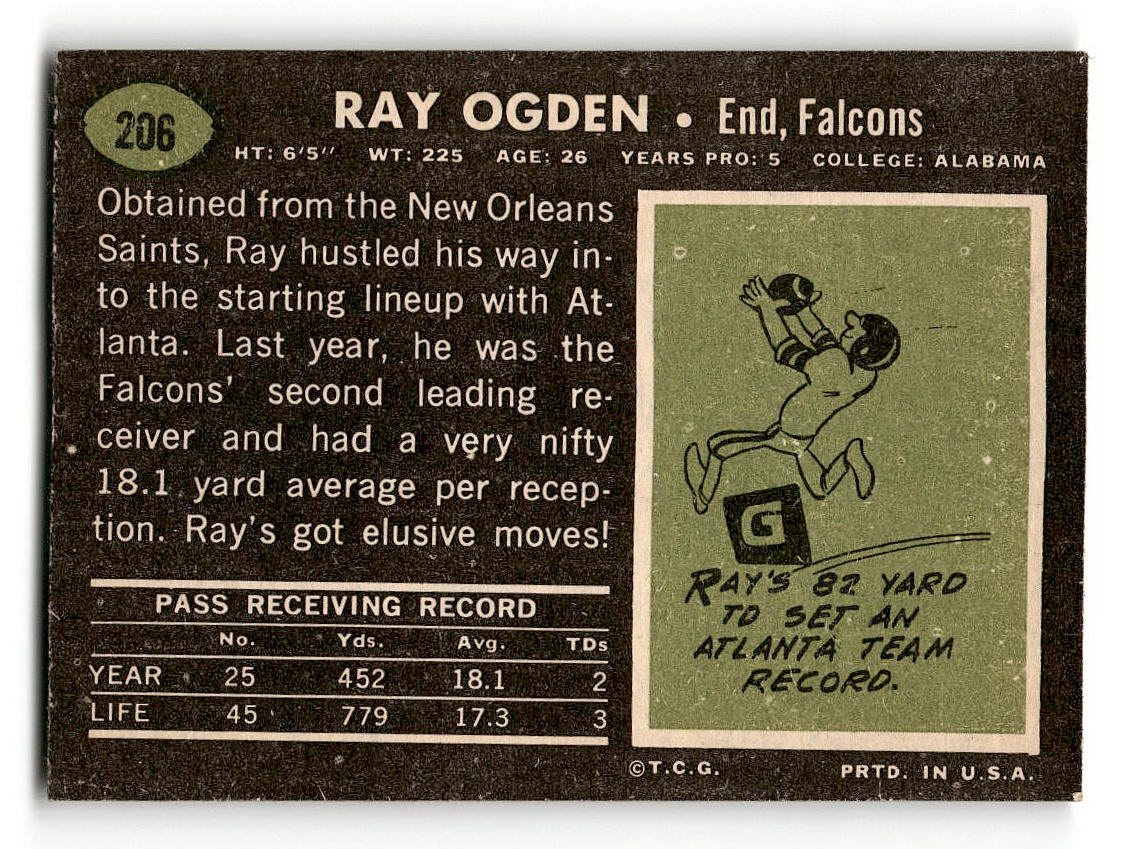 206
RAY OGDEN • End, Falcons
HT: 6'5'' WT: 225 AGE: 26 YEARS PRO: 5 COLLEGE: ALABAMA
Obtained from the New Orleans
Saints, Ray hustled his way in-
to the starting lineup with At-
lanta. Last year, he was the
Falcons' second leading re-
ceiver and had a very nifty
18.1 yard average per recep-
tion. Ray's got elusive moves!
PASS RECEIVING RECORD
No. Yds. Avg. TDs
YEAR 25 452 18.1 2
LIFE 45 779 17.3 3
G
RAY'S 82 YARD
TD SET AN
ATLANTA TEAM
RECORD.
©T.C.G. PRTD. IN U.S.A.